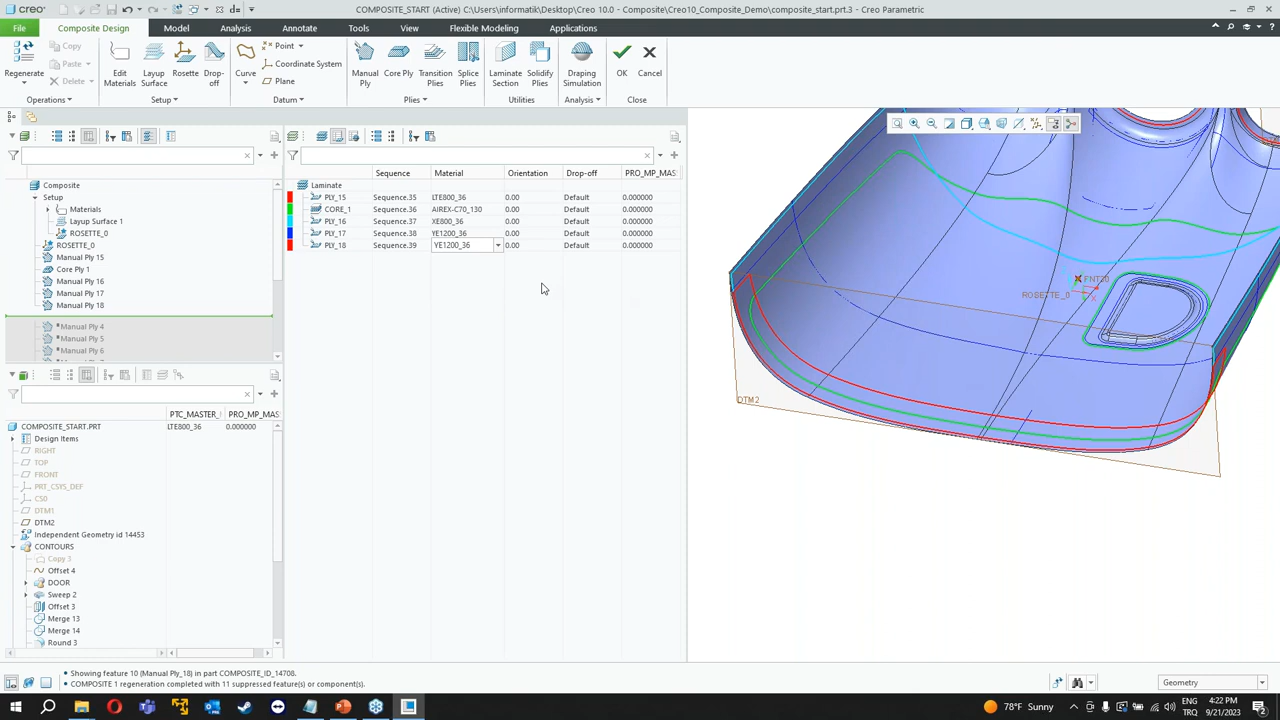 creo
COMPOSITE_START (Active) C:\Users\informatik\Desktop\Creo 10.0 - Composite\Creo10_Composite_Demo\composite_start.prt.3 - Creo Parametric
File Composite Design Model Analysis Annotate Tools View Flexible Modeling Applications
Regenerate Copy Paste Delete
Edit Materials Layup Surface Rosette Drop-off
Curve Point Coordinate System Plane
Manual Ply Core Ply Transition Plies Splice Plies
Laminate Section Solidify Plies Draping Simulation OK Cancel
Operations Setup Datum Plies Utilities Analysis Close
Composite
Setup
Materials
Layup Surface 1
ROSETTE_0
ROSETTE_0
Manual Ply 15
Core Ply 1
Manual Ply 16
Manual Ply 17
Manual Ply 18
*Manual Ply 4
*Manual Ply 5
*Manual Ply 6
PTC_MASTER_ PRO_MP_MAS
COMPOSITE_START.PRT LTE800_36 0.000000
Design Items
RIGHT
TOP
FRONT
PRT_CSYS_DEF
CS0
DTM1
DTM2
Independent Geometry id 14453
CONTOURS
Copy 3
Offset 4
DOOR
Sweep 2
Offset 3
Merge 13
Merge 14
Round 3
Sequence Material Orientation Drop-off PRO_MP_MAS
Laminate
PLY_15 Sequence.35 LTE800_36 0.00 Default 0.000000
CORE_1 Sequence.36 AIREX-C70_130 0.00 Default 0.000000
PLY_16 Sequence.37 XE800_36 0.00 Default 0.000000
PLY_17 Sequence.38 YE1200_36 0.00 Default 0.000000
PLY_18 Sequence.39 YE1200_36 0.00 Default 0.000000
PNT20
ROSETTE_0
X
DTM2
• Showing feature 10 (Manual Ply_18) in part COMPOSITE_ID_14708.
• COMPOSITE 1 regeneration completed with 11 suppressed feature(s) or component(s).
Geometry
78°F Sunny
ENG
TRQ
4:22 PM
9/21/2023
2